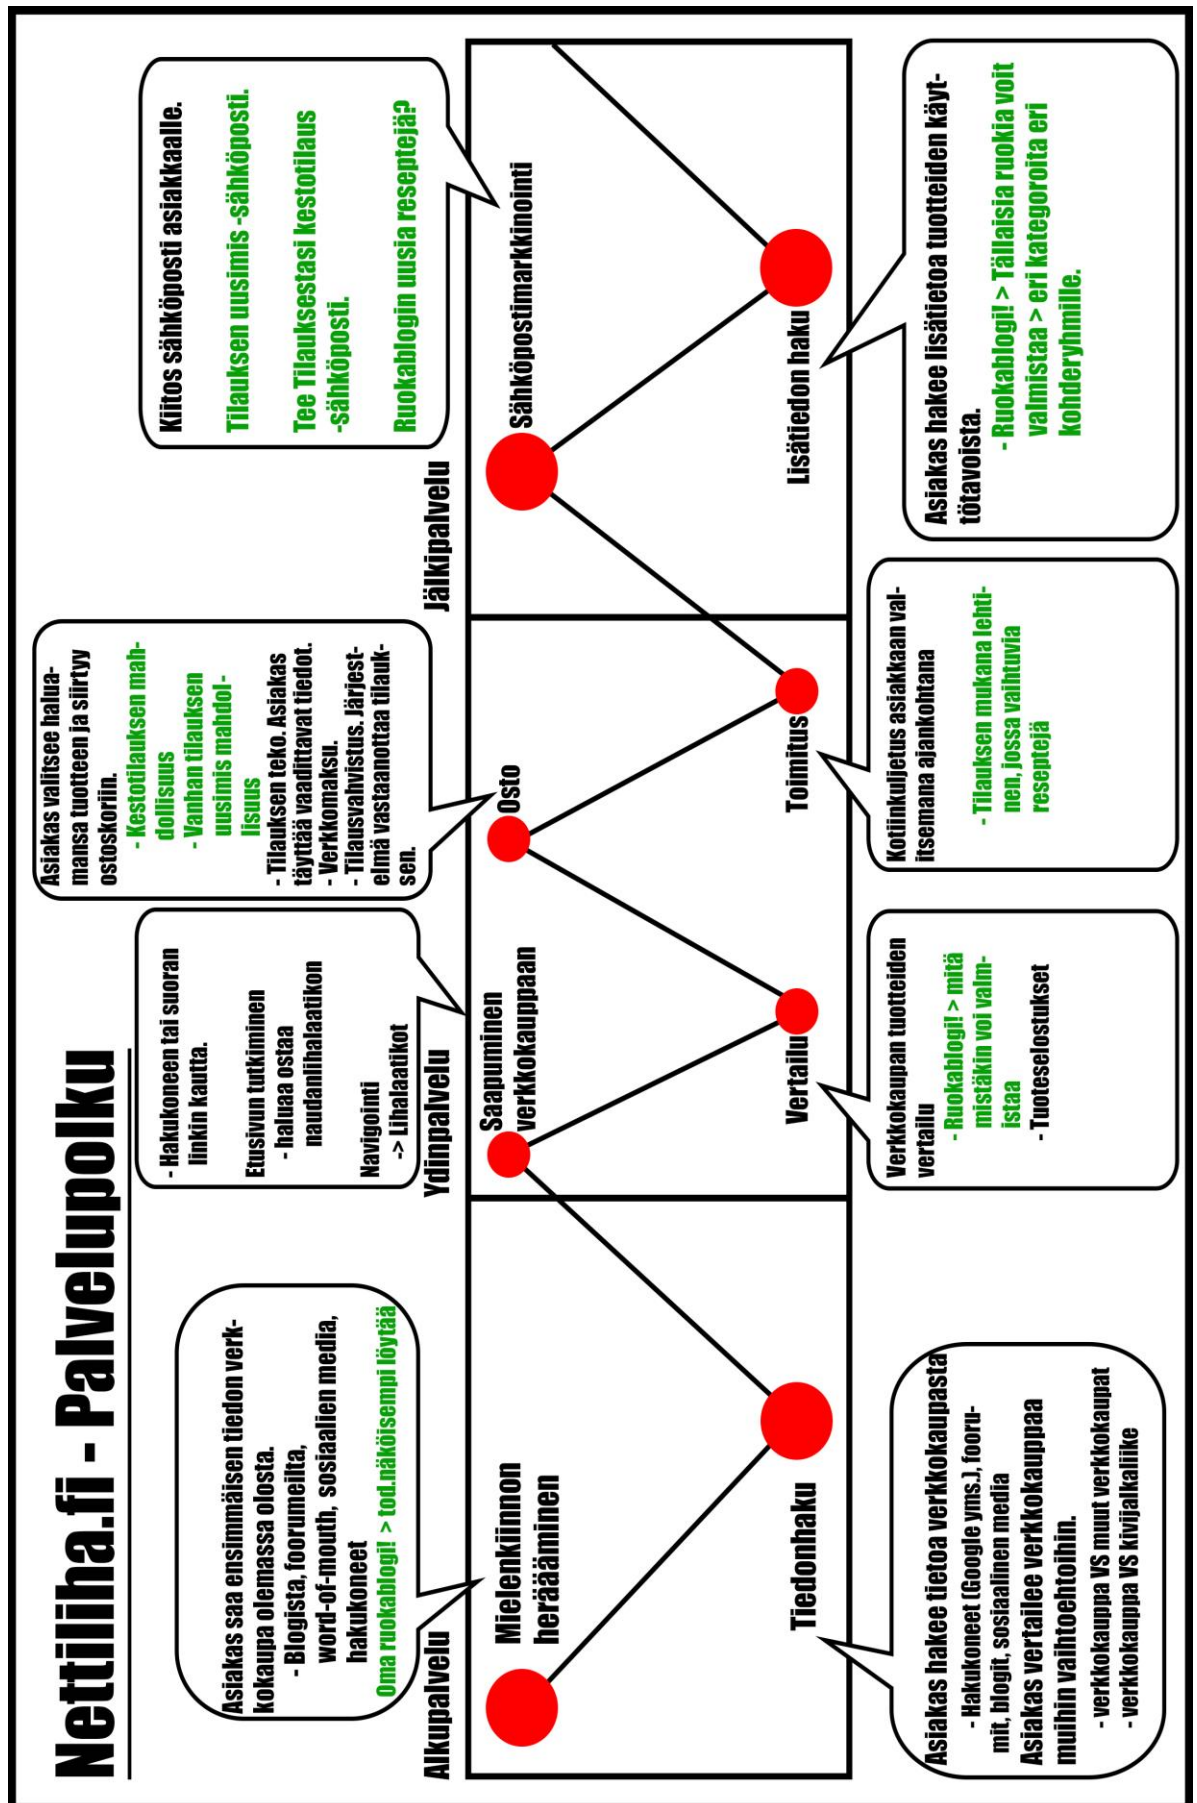 Nettiliha.fi - Palvelupolku
Asiakas saa ensimmäisen tiedon verk-
kokaupa olemassa olosta.
- Blogista, foorumeilta,
word-of-mouth, sosiaalien media,
hakukoneet
Oma ruokablogi! > tod.näköisempi löytää
- Hakukoneen tai suoran
linkin kautta.
Etusivun tutkiminen
- haluaa ostaa
naudanlihalaatikon
Navigointi
-> Lihalaatikot
Asiakas valitsee halua-
mansa tuotteen ja siirtyy
ostoskoriin.
- Kestotilauksen mah-
dollisuus
- Vanhan tilauksen
uusimis mahdol-
lisuus
- Tilauksen teko. Asiakas
täyttää vaadittavat tiedot.
- Verkkomaksu.
- Tilausvahvistus. Järjest-
elmä vastaanottaa tilauk-
sen.
Kiitos sähköposti asiakkaalle.
Tilauksen uusimis -sähköposti.
Tee Tilauksestasi kestotilaus
-sähköposti.
Ruokablogin uusia reseptejä?
Alkupalvelu
Ydinpalvelu
Jälkipalvelu
Mielenkiinnon
herääminen
Saapuminen
verkkokauppaan
Osto
Sähköpostimarkkinointi
Tiedonhaku
Vertailu
Toimitus
Lisätiedon haku
Asiakas hakee tietoa verkkokaupasta
- Hakukoneet (Google yms.), fooru-
mit, blogit, sosiaalinen media
Asiakas vertailee verkkokauppaa
muihin vaihtoehtoihin.
- verkkokauppa VS muut verkkokaupat
- verkkokauppa VS kivijalkaliike
Verkkokaupan tuotteiden
vertailu
- Ruokablogi! > mitä
mistäkin voi valm-
istaa
- Tuoteselostukset
Kotiinkuljetus asiakkaan val-
itsemana ajankohtana
- Tilauksen mukana lehti-
nen, jossa vaihtuvia
reseptejä
Asiakas hakee lisätietoa tuotteiden käyt-
tötavoista.
- Ruokablogi! > Tällaisia ruokia voit
valmistaa > eri kategoroita eri
kohderyhmille.